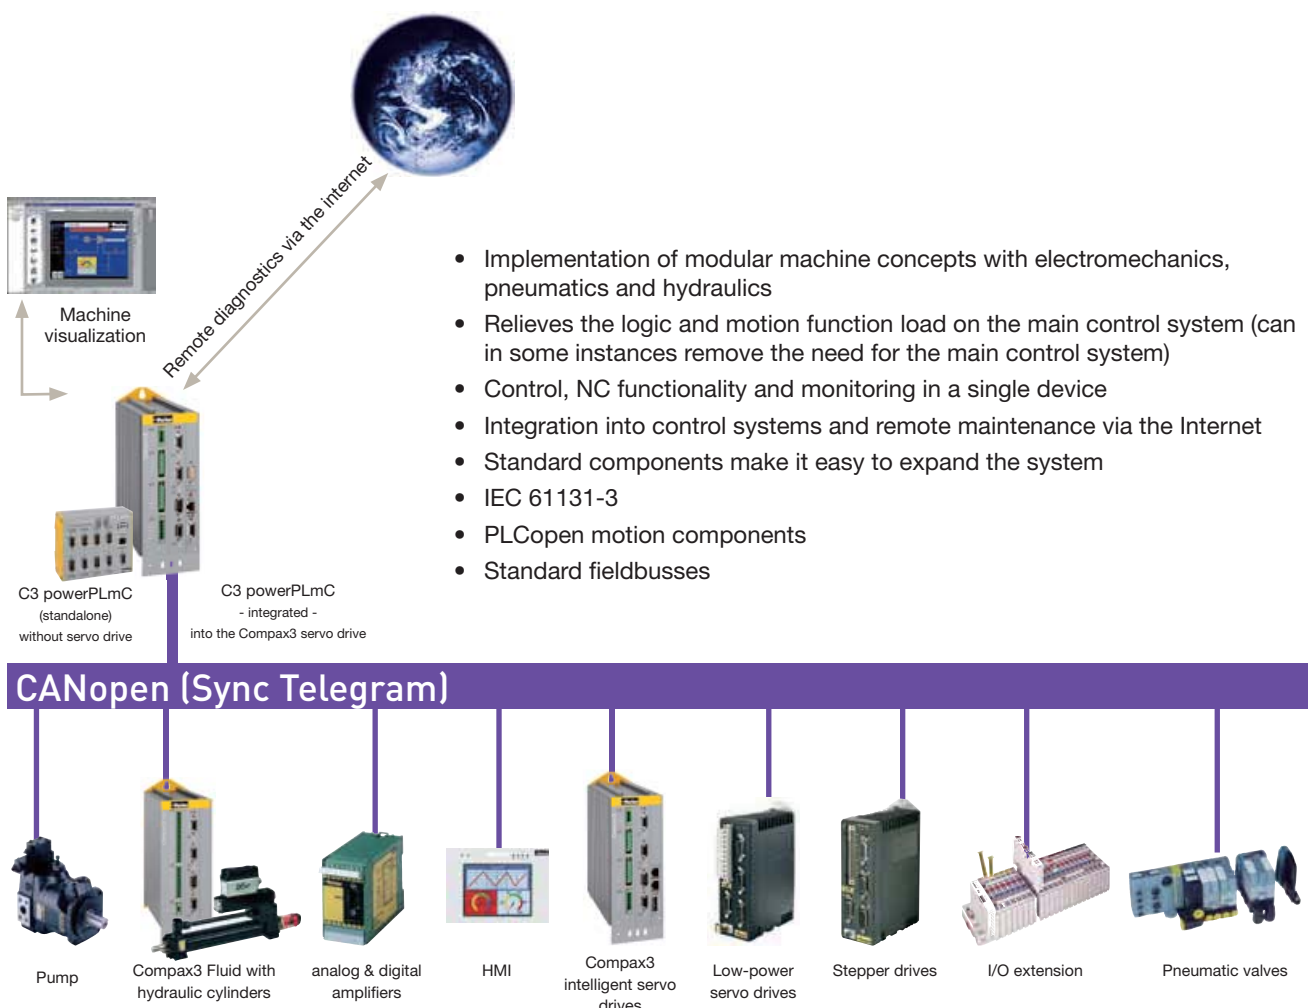 Remote diagnostics via the internet
Machine
visualization
• Implementation of modular machine concepts with electromechanics,
pneumatics and hydraulics
• Relieves the logic and motion function load on the main control system (can
in some instances remove the need for the main control system)
• Control, NC functionality and monitoring in a single device
• Integration into control systems and remote maintenance via the Internet
• Standard components make it easy to expand the system
• IEC 61131-3
• PLCopen motion components
• Standard fieldbusses
C3 powerPLmC
(standalone)
without servo drive
C3 powerPLmC
- integrated -
into the Compax3 servo drive
CANopen (Sync Telegram)
Pump
Compax3 Fluid with
hydraulic cylinders
analog & digital
amplifiers
HMI
Compax3
intelligent servo
drives
Low-power
servo drives
Stepper drives
I/O extension
Pneumatic valves